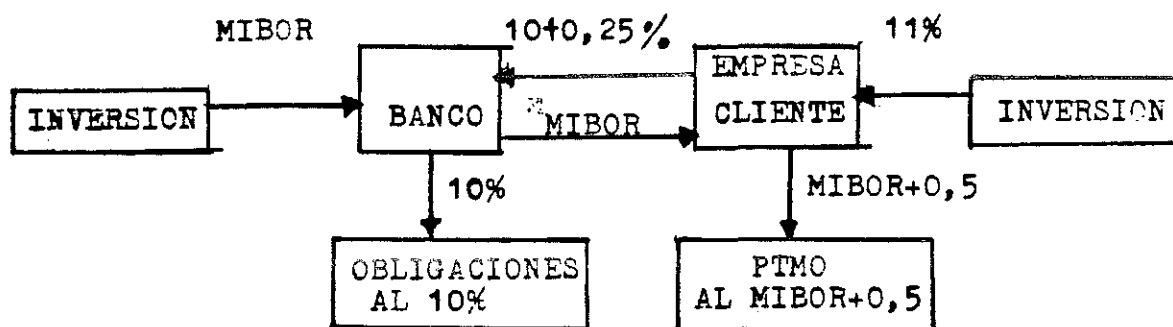 MIBOR
10+0,25%
11%
INVERSION
BANCO
MIBOR
EMPRESA
CLIENTE
INVERSION
10%
MIBOR+0,5
OBLIGACIONES
AL 10%
PTMO
AL MIBOR+0,5